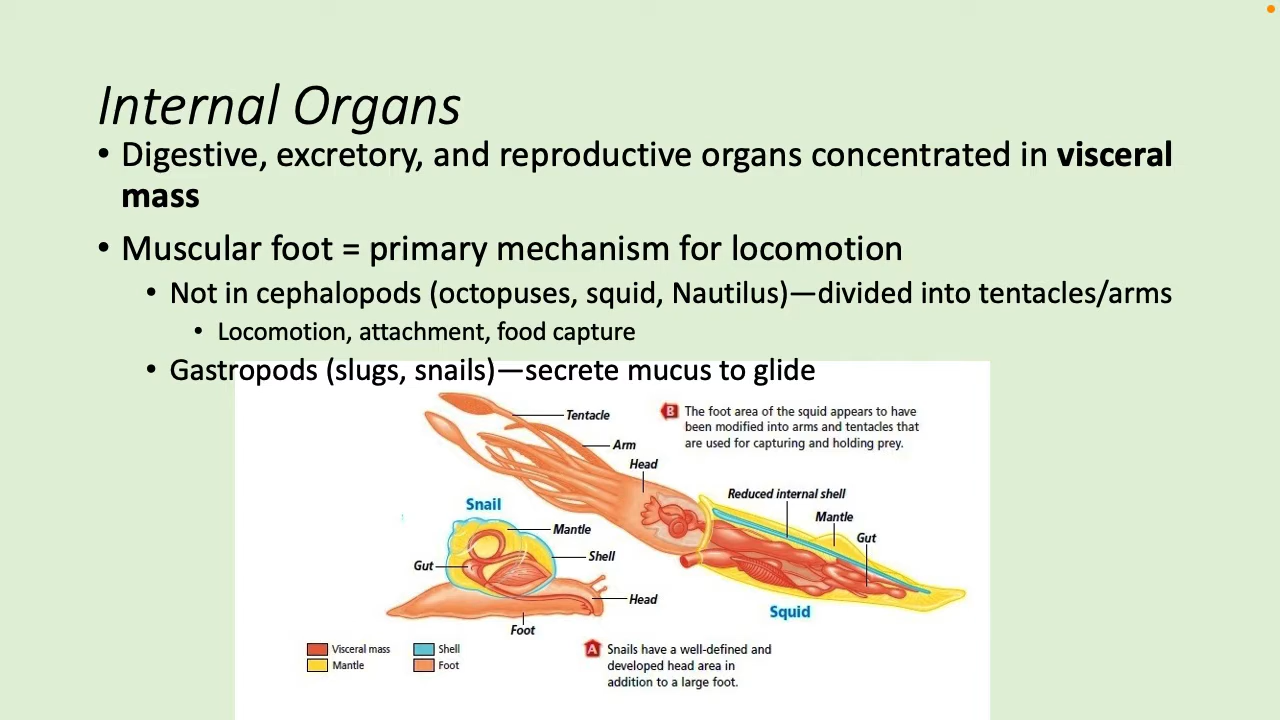 Internal Organs
• Digestive, excretory, and reproductive organs concentrated in visceral
mass
• Muscular foot = primary mechanism for locomotion
• Not in cephalopods (octopuses, squid, Nautilus)—divided into tentacles/arms
• Locomotion, attachment, food capture
• Gastropods (slugs, snails)—secrete mucus to glide
Tentacle
Arm
Head
B The foot area of the squid appears to have
been modified into arms and tentacles that
are used for capturing and holding prey.
Reduced internal shell
Mantle
Gut
Squid
Snail
Mantle
Shell
Gut
Head
Foot
Visceral mass
Shell
Mantle
Foot
A Snails have a well-defined and
developed head area in
addition to a large foot.